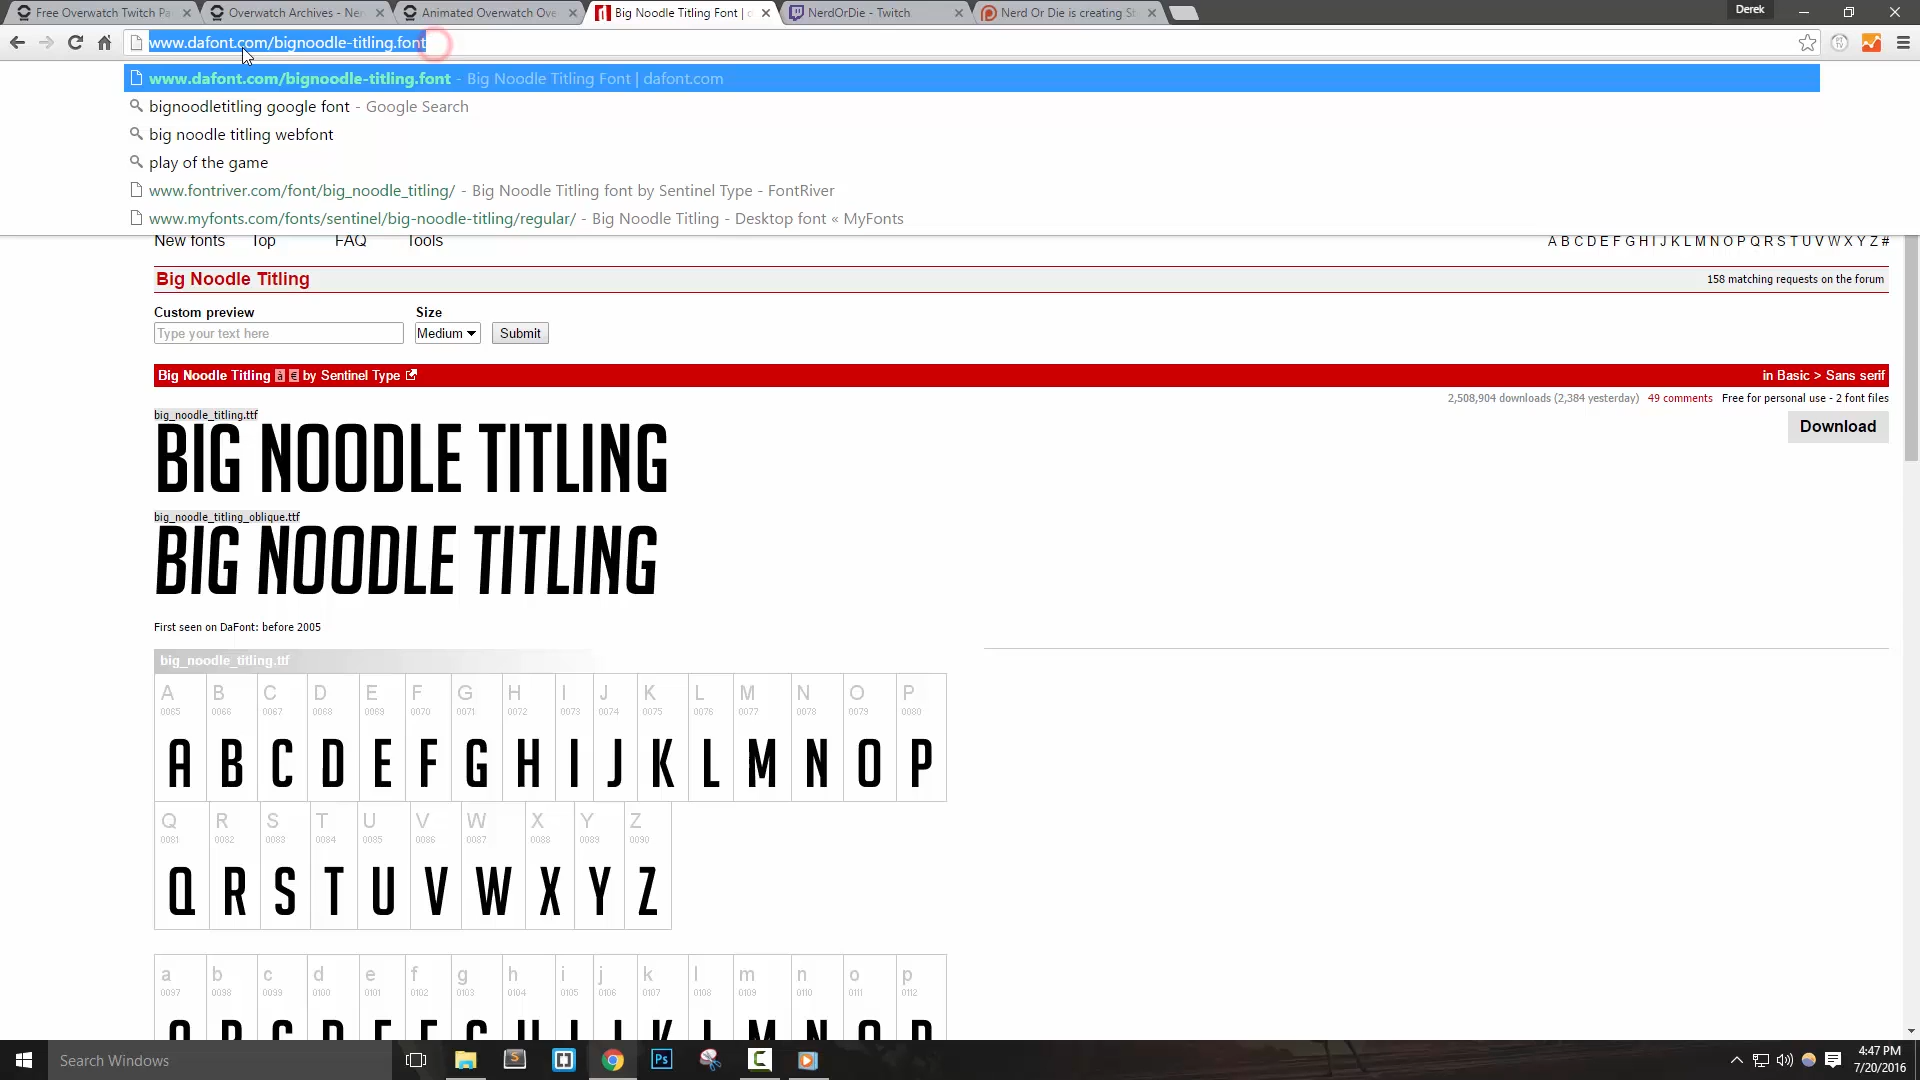 Free Overwatch Twitch Pa
Overwatch Archives - Ner
Animated Overwatch Ove
Big Noodle Titling Font | d
NerdOrDie - Twitch
Nerd Or Die is creating St
Derek
www.dafont.com/bignoodle-titling.font
www.dafont.com/bignoodle-titling.font - Big Noodle Titling Font | dafont.com
bignoodletitling google font - Google Search
big noodle titling webfont
play of the game
www.fontriver.com/font/big_noodle_titling/ - Big Noodle Titling font by Sentinel Type - FontRiver
www.myfonts.com/fonts/sentinel/big-noodle-titling/regular/ - Big Noodle Titling - Desktop font « MyFonts
New fonts Top FAQ Tools
A B C D E F G H I J K L M N O P Q R S T U V W X Y Z #
Big Noodle Titling
158 matching requests on the forum
Custom preview Size
Type your text here Medium Submit
Big Noodle Titling à € by Sentinel Type
in Basic > Sans serif
2,508,904 downloads (2,384 yesterday) 49 comments Free for personal use - 2 font files
Download
big_noodle_titling.ttf
BIG NOODLE TITLING
big_noodle_titling_oblique.ttf
BIG NOODLE TITLING
First seen on DaFont: before 2005
big_noodle_titling.ttf
A B C D E F G H I J K L M N O P
0065 0066 0067 0068 0069 0070 0071 0072 0073 0074 0075 0076 0077 0078 0079 0080
A B C D E F G H I J K L M N O P
Q R S T U V W X Y Z
0081 0082 0083 0084 0085 0086 0087 0088 0089 0090
Q R S T U V W X Y Z
a b c d e f g h i j k l m n o p
0097 0098 0099 0100 0101 0102 0103 0104 0105 0106 0107 0108 0109 0110 0111 0112
A B C D E F G H I J K L M N O P
Search Windows
Ps
4:47 PM
7/20/2016